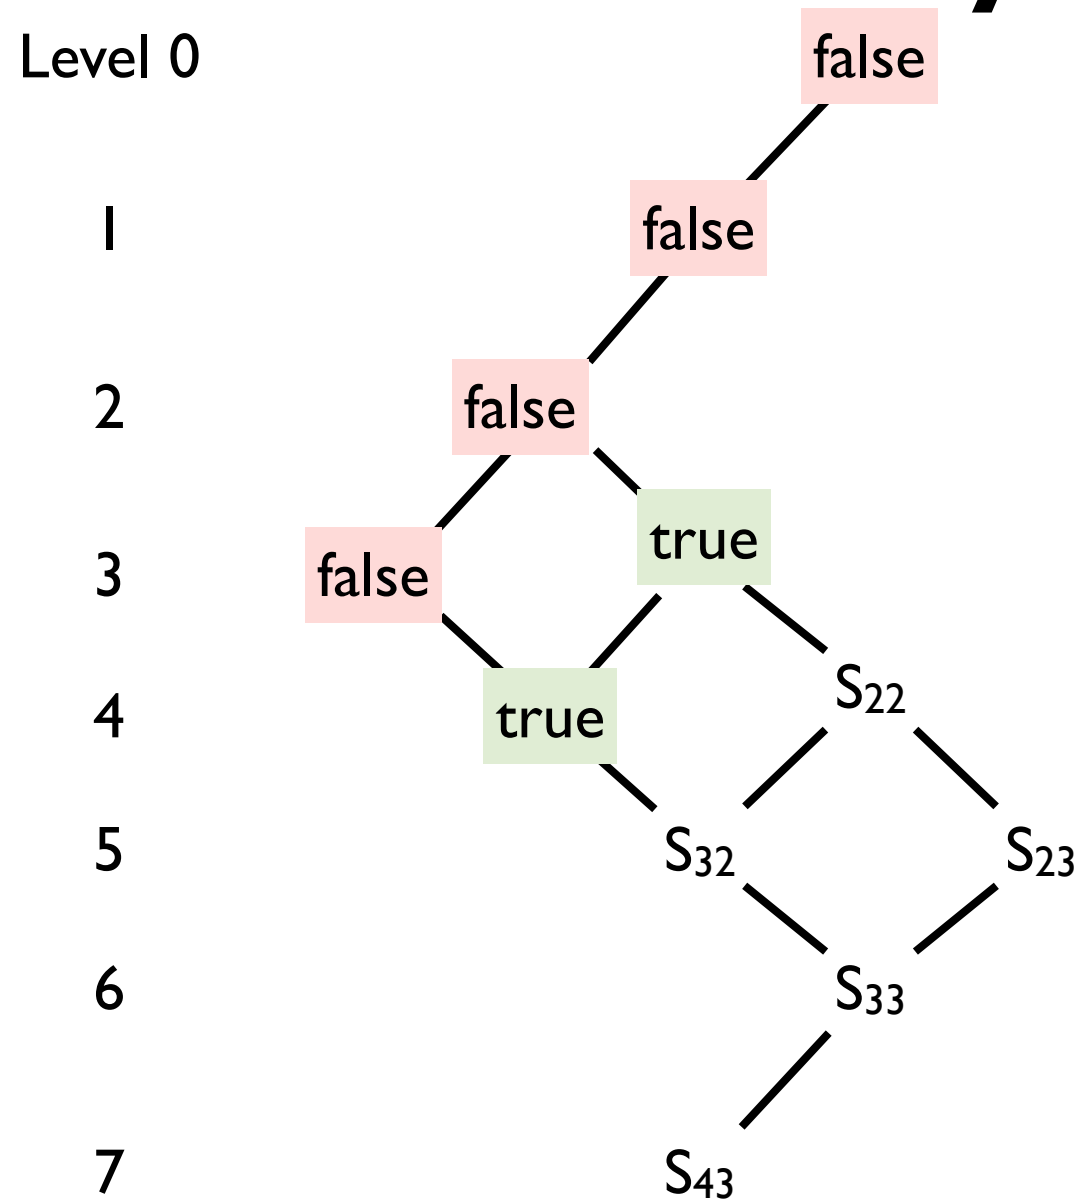 Level 0 false
1 false
2 false
true
3 false
S22
4 true
5 S32 S23
6 S33
7 S43